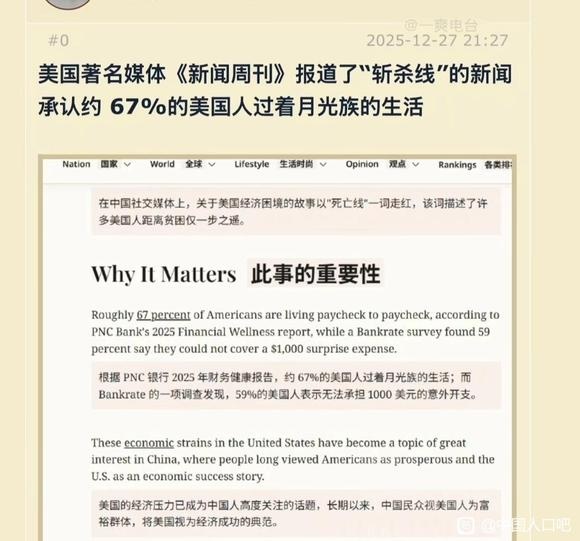 @一爽电台
#0 2025-12-27 21:27
美国著名媒体《新闻周刊》报道了“斩杀线”的新闻
承认约 67%的美国人过着月光族的生活
Nation 国家 World 全球 Lifestyle 生活时尚 Opinion 观点 Rankings 各类排
在中国社交媒体上，关于美国经济困境的故事以"死亡线"一词走红，该词描述了许
多美国人距离贫困仅一步之遥。
Why It Matters 此事的重要性
Roughly 67 percent of Americans are living paycheck to paycheck, according to
PNC Bank's 2025 Financial Wellness report, while a Bankrate survey found 59
percent say they could not cover a $1,000 surprise expense.
根据 PNC 银行 2025 年财务健康报告，约 67%的美国人过着月光族的生活；而
Bankrate 的一项调查发现，59%的美国人表示无法承担 1000 美元的意外开支。
These economic strains in the United States have become a topic of great
interest in China, where people long viewed Americans as prosperous and the
U.S. as an economic success story.
美国的经济压力已成为中国人高度关注的话题，长期以来，中国民众视美国人为富
裕群体，将美国视为经济成功的典范。
@中国人口吧